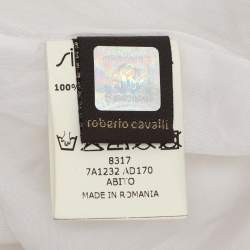 100%
roberto cavalli
8317
7A1232 AD170
ABITO
MADE IN ROMANIA